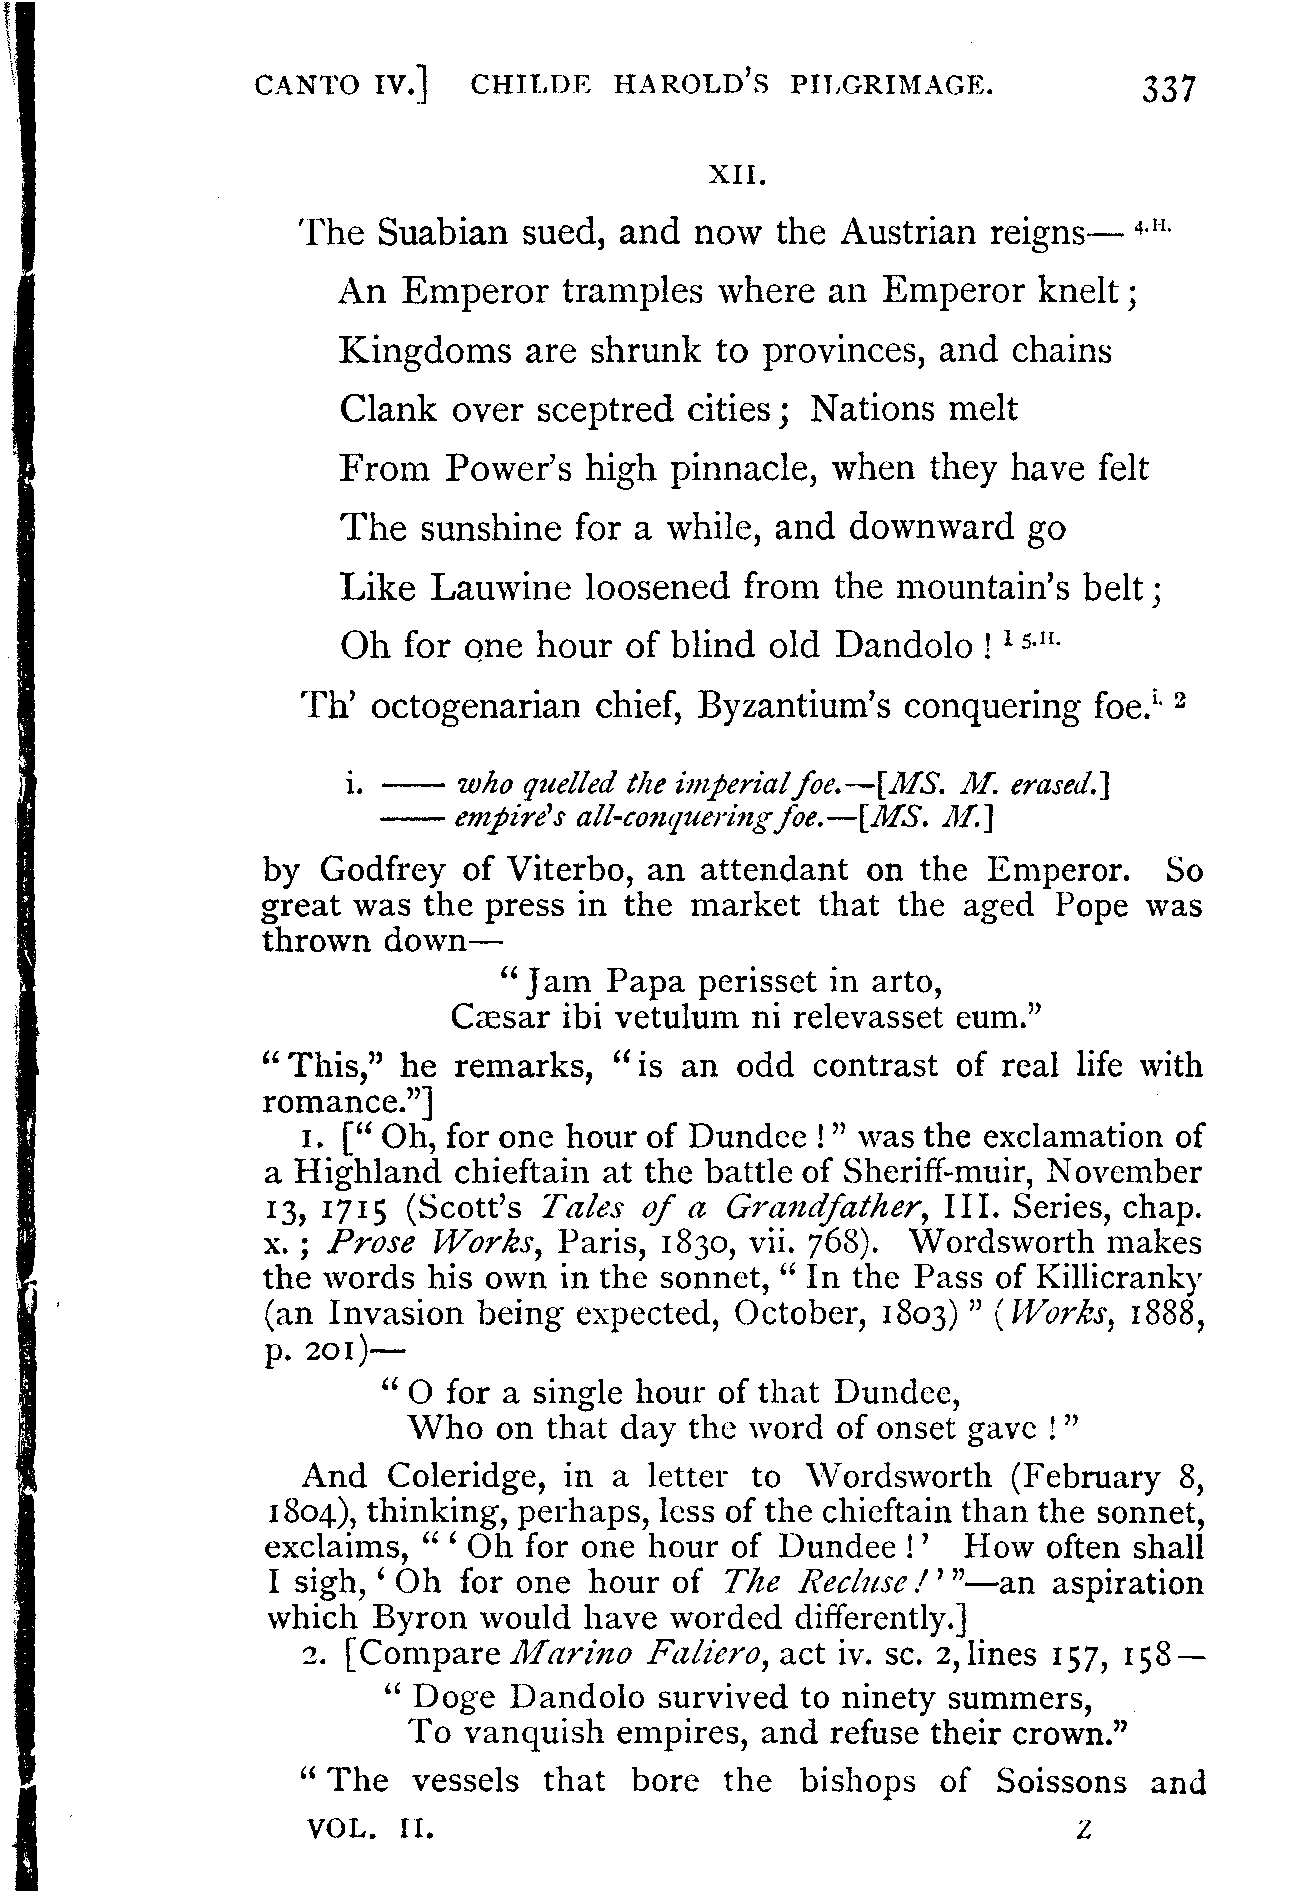 CANTO IV.] CHILDE HAROLD'S PILGRIMAGE. 337
XII.
The Suabian sued, and now the Austrian reigns— 4.H.
An Emperor tramples where an Emperor knelt;
Kingdoms are shrunk to provinces, and chains
Clank over sceptred cities; Nations melt
From Power's high pinnacle, when they have felt
The sunshine for a while, and downward go
Like Lauwine loosened from the mountain's belt;
Oh for one hour of blind old Dandolo! 1 5.H.
Th' octogenarian chief, Byzantium's conquering foe.i. 2
i. —— who quelled the imperial foe.—[MS. M. erased.]
—— empire's all-conquering foe.—[MS. M.]
by Godfrey of Viterbo, an attendant on the Emperor. So
great was the press in the market that the aged Pope was
thrown down—
"Jam Papa perisset in arto,
Cæsar ibi vetulum ni relevasset eum."
"This," he remarks, "is an odd contrast of real life with
romance."]
1. ["Oh, for one hour of Dundee!" was the exclamation of
a Highland chieftain at the battle of Sheriff-muir, November
13, 1715 (Scott's Tales of a Grandfather, III. Series, chap.
x.; Prose Works, Paris, 1830, vii. 768). Wordsworth makes
the words his own in the sonnet, "In the Pass of Killicranky
(an Invasion being expected, October, 1803)" (Works, 1888,
p. 201)—
"O for a single hour of that Dundee,
Who on that day the word of onset gave!"
And Coleridge, in a letter to Wordsworth (February 8,
1804), thinking, perhaps, less of the chieftain than the sonnet,
exclaims, "'Oh for one hour of Dundee!' How often shall
I sigh, 'Oh for one hour of The Recluse!'"—an aspiration
which Byron would have worded differently.]
2. [Compare Marino Faliero, act iv. sc. 2, lines 157, 158—
"Doge Dandolo survived to ninety summers,
To vanquish empires, and refuse their crown."
"The vessels that bore the bishops of Soissons and
VOL. II. Z